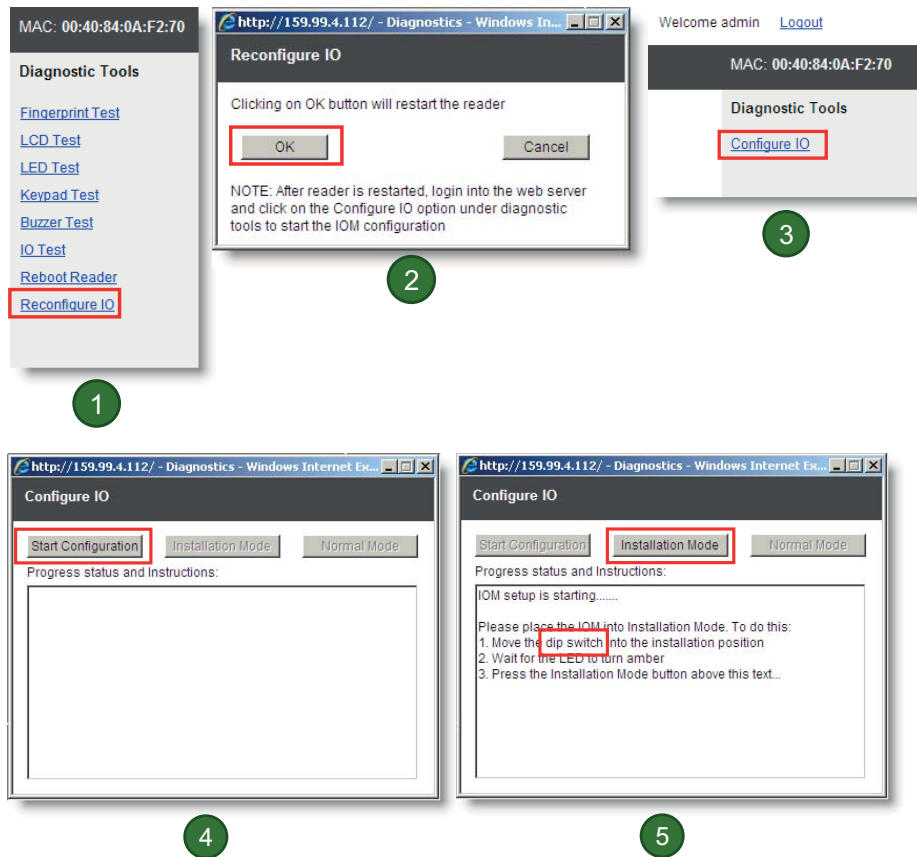 MAC: 00:40:84:0A:F2:70
Diagnostic Tools
Fingerprint Test
LCD Test
LED Test
Keypad Test
Buzzer Test
IO Test
Reboot Reader
Reconfigure IO
1
http://159.99.4.112/ - Diagnostics - Windows In...
Reconfigure IO
Clicking on OK button will restart the reader
OK Cancel
NOTE: After reader is restarted, login into the web server
and click on the Configure IO option under diagnostic
tools to start the IOM configuration
2
Welcome admin Logout
MAC: 00:40:84:0A:F2:70
Diagnostic Tools
Configure IO
3
http://159.99.4.112/ - Diagnostics - Windows Internet Ex...
Configure IO
Start Configuration Installation Mode Normal Mode
Progress status and Instructions:
4
http://159.99.4.112/ - Diagnostics - Windows Internet Ex...
Configure IO
Start Configuration Installation Mode Normal Mode
Progress status and Instructions:
IOM setup is starting.......
Please place the IOM into Installation Mode. To do this:
1. Move the dip switch into the installation position
2. Wait for the LED to turn amber
3. Press the Installation Mode button above this text...
5